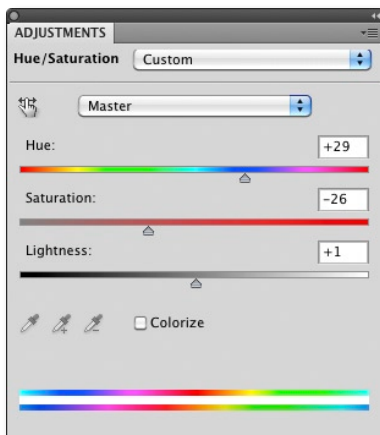 ADJUSTMENTS
Hue/Saturation Custom
Master
Hue: +29
Saturation: -26
Lightness: +1
Colorize